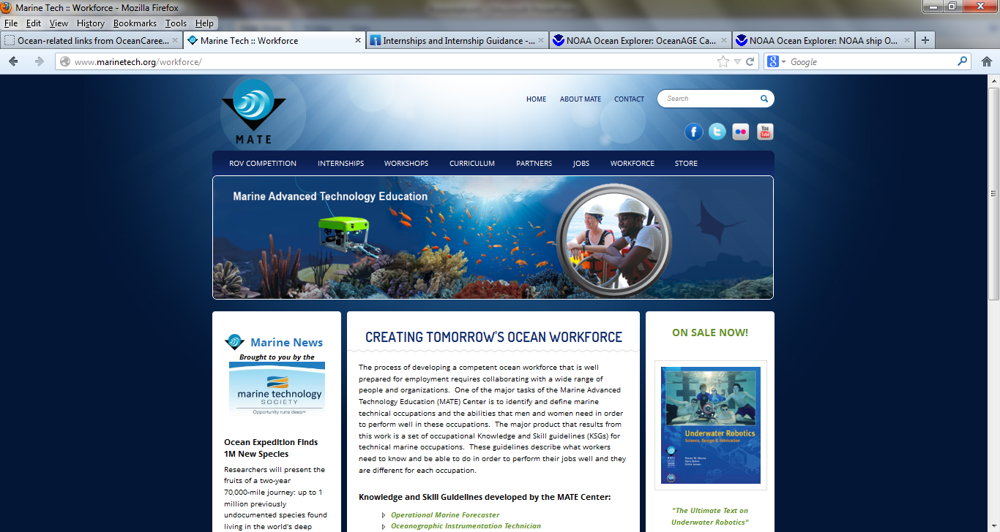 Marine Tech :: Workforce - Mozilla Firefox
File Edit View History Bookmarks Tools Help
Ocean-related links from OceanCaree...
Marine Tech :: Workforce
Internships and Internship Guidance -...
NOAA Ocean Explorer: OceanAGE Ca...
NOAA Ocean Explorer: NOAA ship O...
www.marinetech.org/workforce/
Google
MATE
HOME ABOUT MATE CONTACT Search
ROV COMPETITION INTERNSHIPS WORKSHOPS CURRICULUM PARTNERS JOBS WORKFORCE STORE
Marine Advanced Technology Education
Marine News
Brought to you by the
marine technology
SOCIETY
Opportunity runs deep™
Ocean Expedition Finds
1M New Species
Researchers will present the
fruits of a two-year
70,000-mile journey: up to 1
million previously
undocumented species found
living in the world's deep
CREATING TOMORROW'S OCEAN WORKFORCE
The process of developing a competent ocean workforce that is well
prepared for employment requires collaborating with a wide range of
people and organizations. One of the major tasks of the Marine Advanced
Technology Education (MATE) Center is to identify and define marine
technical occupations and the abilities that men and women need in order
to perform well in these occupations. The major product that results from
this work is a set of occupational Knowledge and Skill guidelines (KSGs) for
technical marine occupations. These guidelines describe what workers
need to know and be able to do in order to perform their jobs well and they
are different for each occupation.
Knowledge and Skill Guidelines developed by the MATE Center:
Operational Marine Forecaster
Oceanographic Instrumentation Technician
ON SALE NOW!
Underwater Robotics
Science, Design & Fabrication
"The Ultimate Text on
Underwater Robotics"